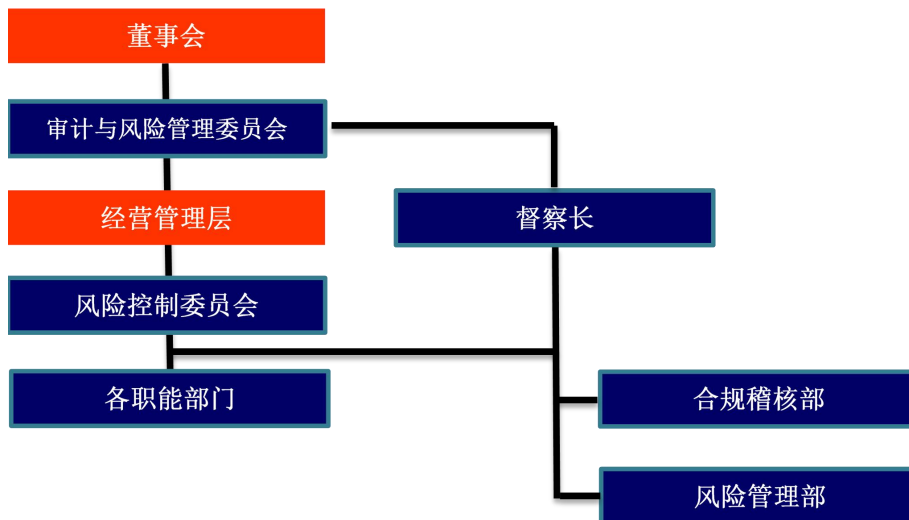 董事会
审计与风险管理委员会
经营管理层
督察长
风险控制委员会
各职能部门
合规稽核部
风险管理部